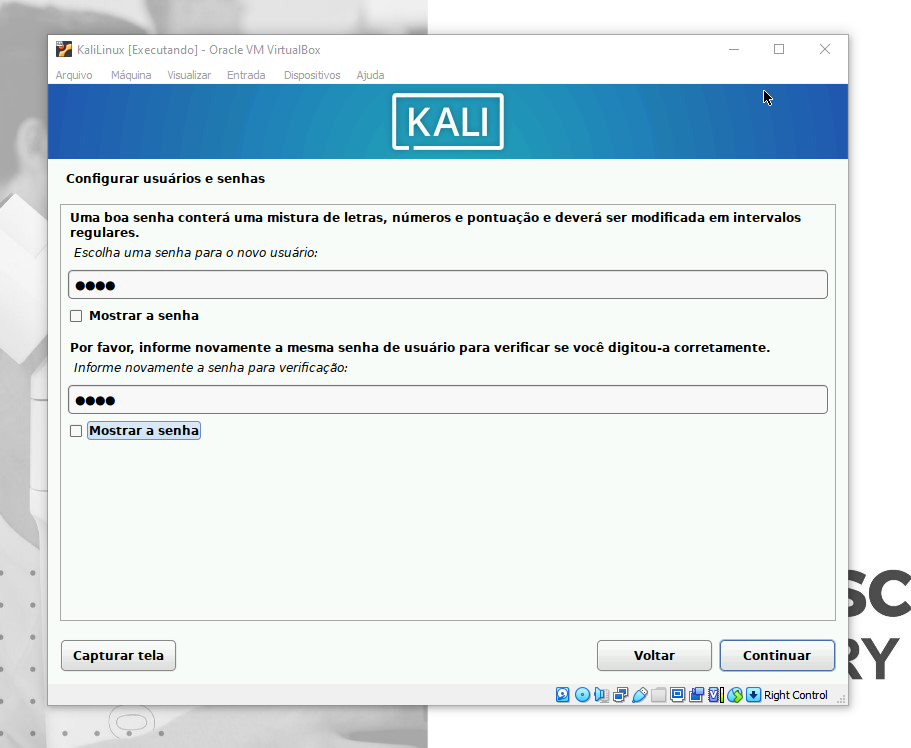 KaliLinux [Executando] - Oracle VM VirtualBox
Arquivo Máquina Visualizar Entrada Dispositivos Ajuda
KALI
Configurar usuários e senhas
Uma boa senha conterá uma mistura de letras, números e pontuação e deverá ser modificada em intervalos
regulares.
Escolha uma senha para o novo usuário:
●●●●
Mostrar a senha
Por favor, informe novamente a mesma senha de usuário para verificar se você digitou-a corretamente.
Informe novamente a senha para verificação:
●●●●
Mostrar a senha
SC
RY
Capturar tela Voltar Continuar
Right Control